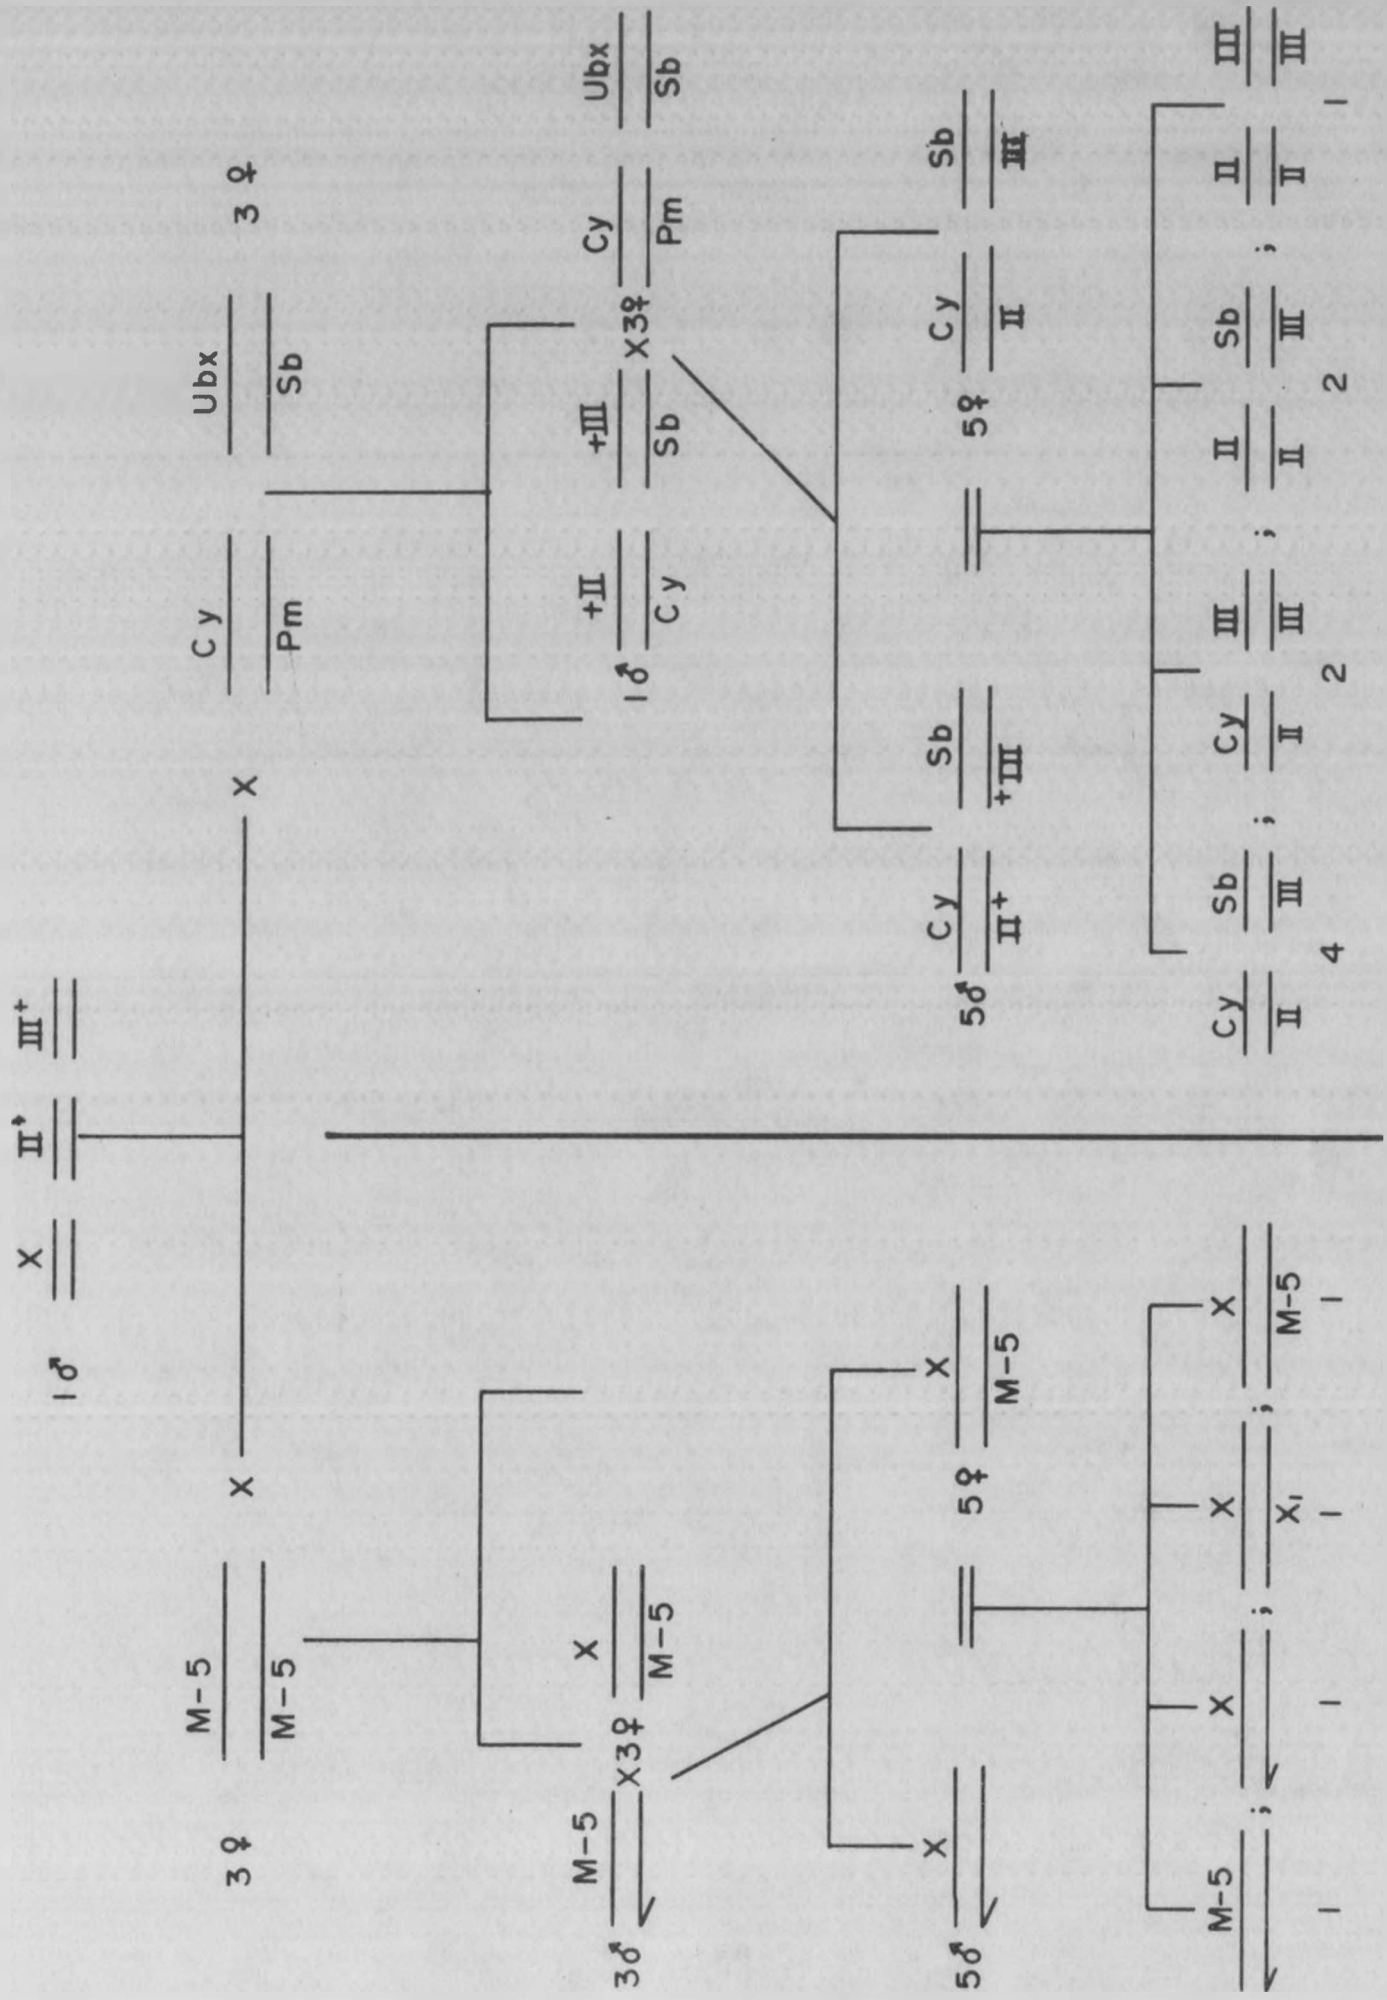 1♂ X II+ III+
3♀ M-5 X X Cy Ubx 3♀
M-5 Pm Sb
M-5 X +II +III Cy Ubx
3♂ X3♀ 1♂ X3♀
M-5 Cy Sb Pm Sb
X X Cy Sb Cy Sb
5♂ 5♀ 5♂ 5♀
M-5 II+ +III II III
M-5 X X X Cy Sb Cy III II Sb II III
; ; ; ; ; ;
X1 M-5 II III II III II III II III
1 1 1 1 4 2 2 1